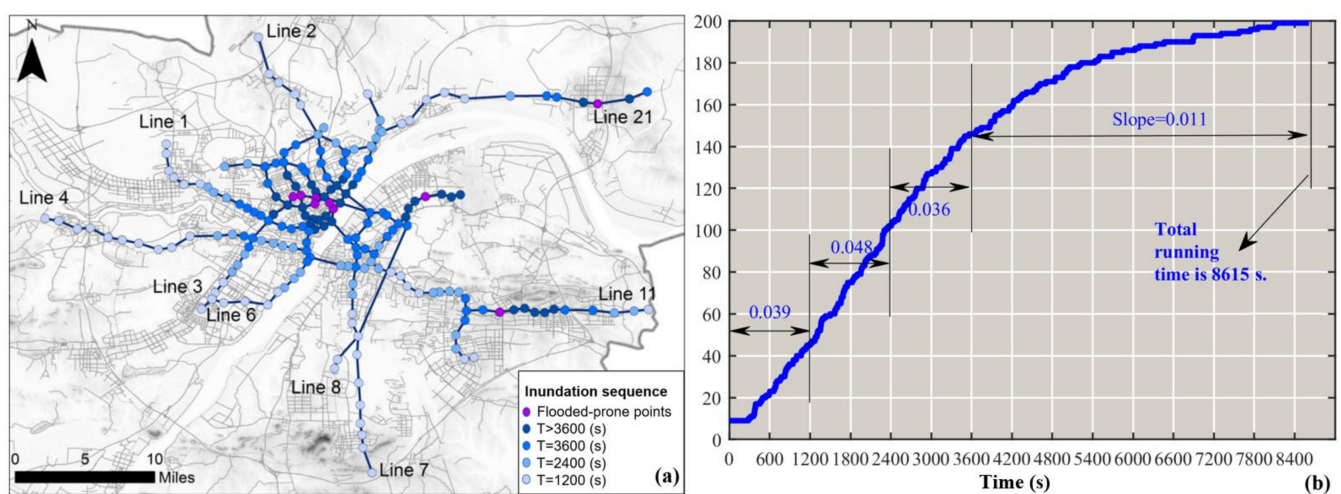 N
Line 2
Line 1
Line 21
Line 4
Line 3
Line 6
Line 11
Line 8
Line 7
Inundation sequence
Flooded-prone points
T>3600 (s)
T=3600 (s)
T=2400 (s)
T=1200 (s)
0 5 10
Miles
(a)
200
180
160
140
120
100
80
60
40
20
0
0.039
0.048
0.036
Slope=0.011
Total
running
time is 8615 s.
0 600 1200 1800 2400 3000 3600 4200 4800 5400 6000 6600 7200 7800 8400
Time (s)
(b)